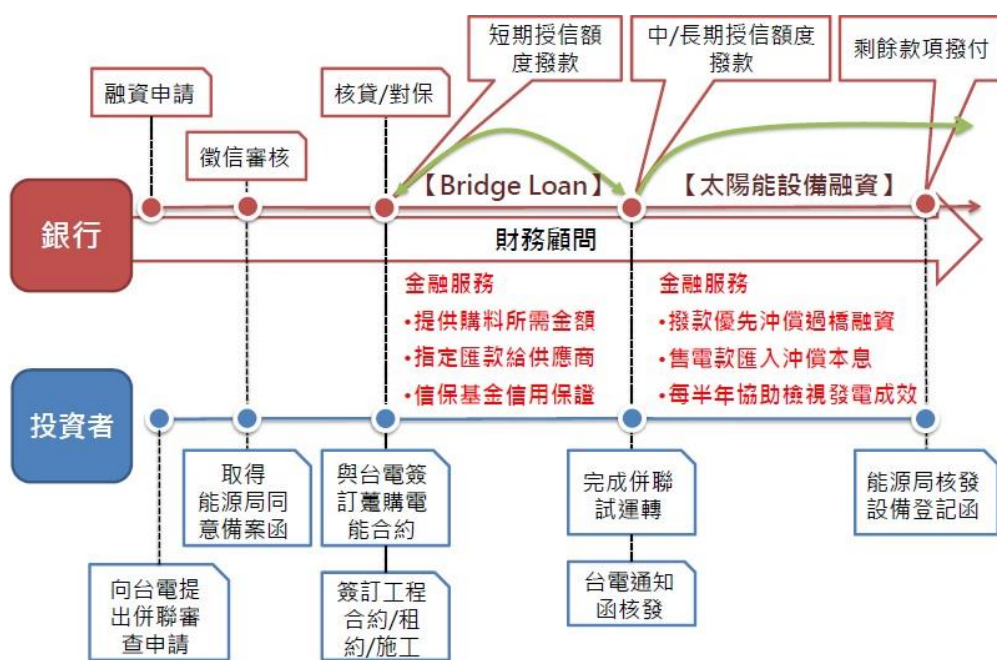 短期授信額
度撥款
中/長期授信額度
撥款
剩餘款項撥付
融資申請
核貸/對保
徵信審核
【Bridge Loan】
【太陽能設備融資】
銀行
財務顧問
金融服務
•提供購料所需金額
•指定匯款給供應商
•信保基金信用保證
金融服務
•撥款優先沖償過橋融資
•售電款匯入沖償本息
•每半年協助檢視發電成效
投資者
取得
能源局同
意備案函
與台電簽
訂躉購電
能合約
完成併聯
試運轉
能源局核發
設備登記函
向台電提
出併聯審
查申請
簽訂工程
合約/租
約/施工
台電通知
函核發